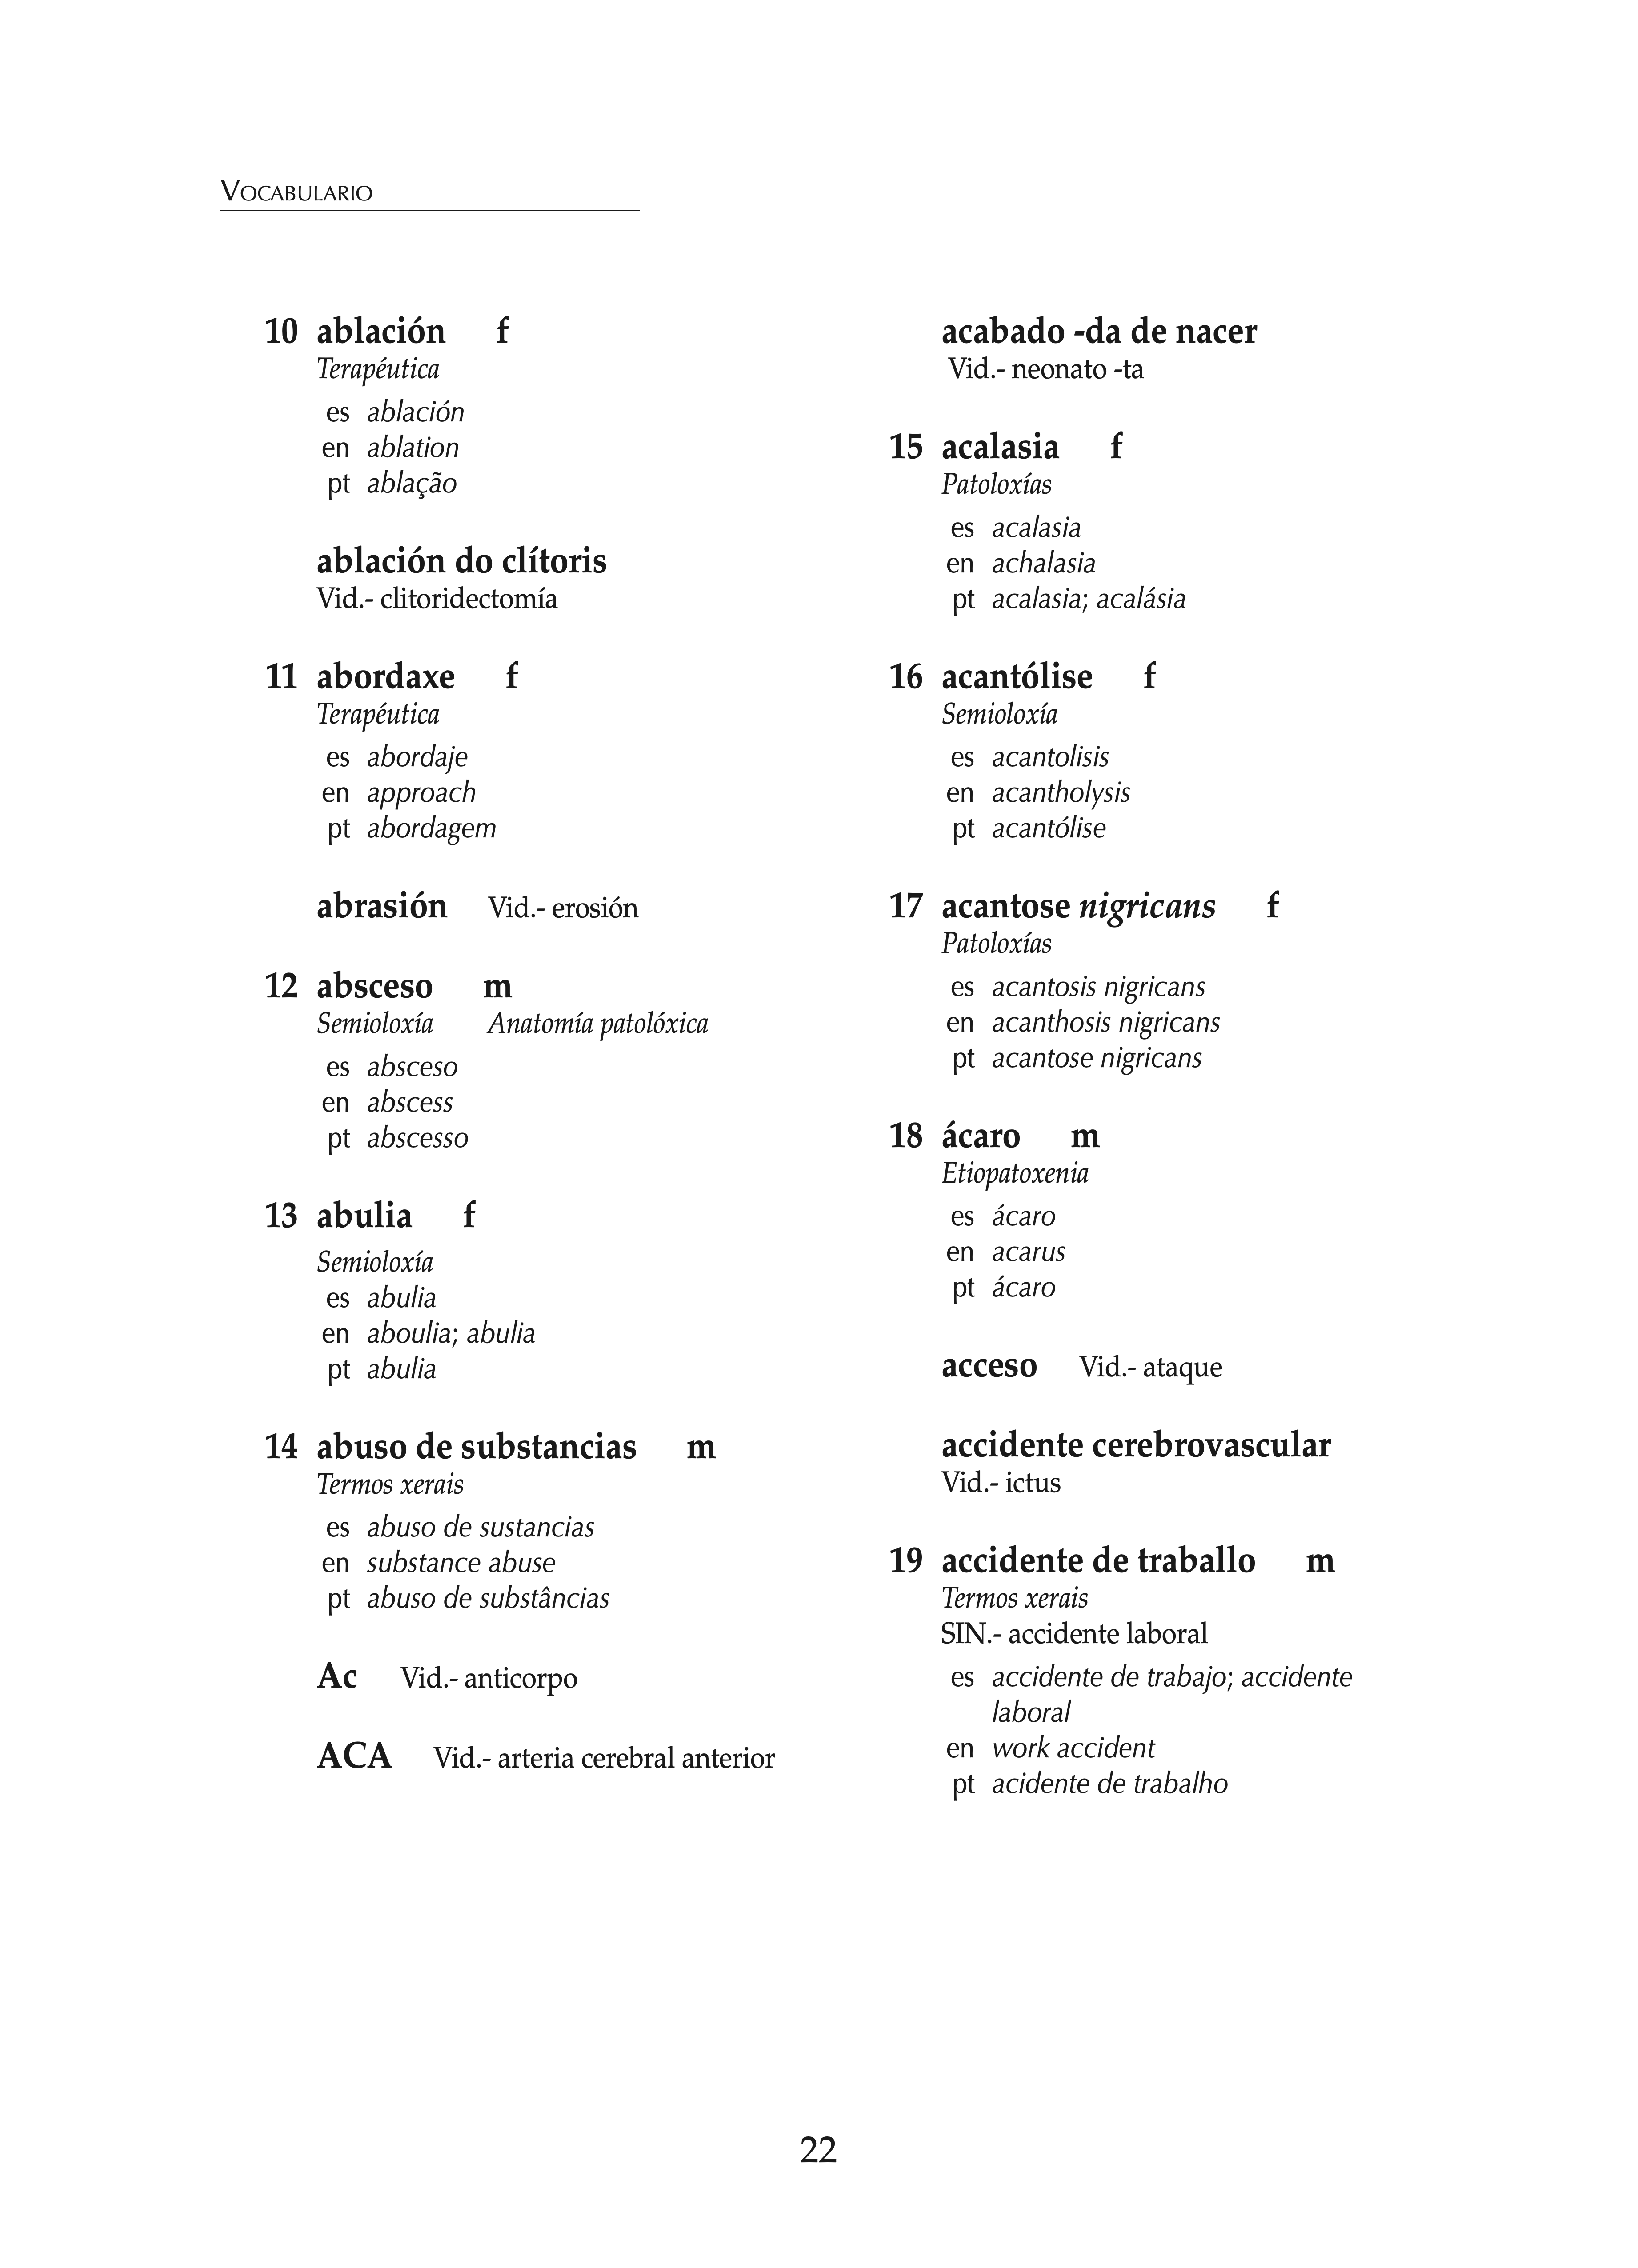 VOCABULARIO
10 ablación f
Terapéutica
es ablación
en ablation
pt ablação
ablación do clítoris
Vid.- clitoridectomía
11 abordaxe f
Terapéutica
es abordaje
en approach
pt abordagem
abrasión Vid.- erosión
12 absceso m
Semioloxía Anatomía patolóxica
es absceso
en abscess
pt abscesso
13 abulia f
Semioloxía
es abulia
en aboulia; abulia
pt abulia
14 abuso de substancias m
Termos xerais
es abuso de sustancias
en substance abuse
pt abuso de substâncias
Ac Vid.- anticorpo
ACA Vid.- arteria cerebral anterior
acabado -da de nacer
Vid.- neonato -ta
15 acalasia f
Patoloxías
es acalasia
en achalasia
pt acalasia; acalásia
16 acantólise f
Semioloxía
es acantolisis
en acantholysis
pt acantólise
17 acantose nigricans f
Patoloxías
es acantosis nigricans
en acanthosis nigricans
pt acantose nigricans
18 ácaro m
Etiopatoxenia
es ácaro
en acarus
pt ácaro
acceso Vid.- ataque
accidente cerebrovascular
Vid.- ictus
19 accidente de traballo m
Termos xerais
SIN.- accidente laboral
es accidente de trabajo; accidente
laboral
en work accident
pt acidente de trabalho
22